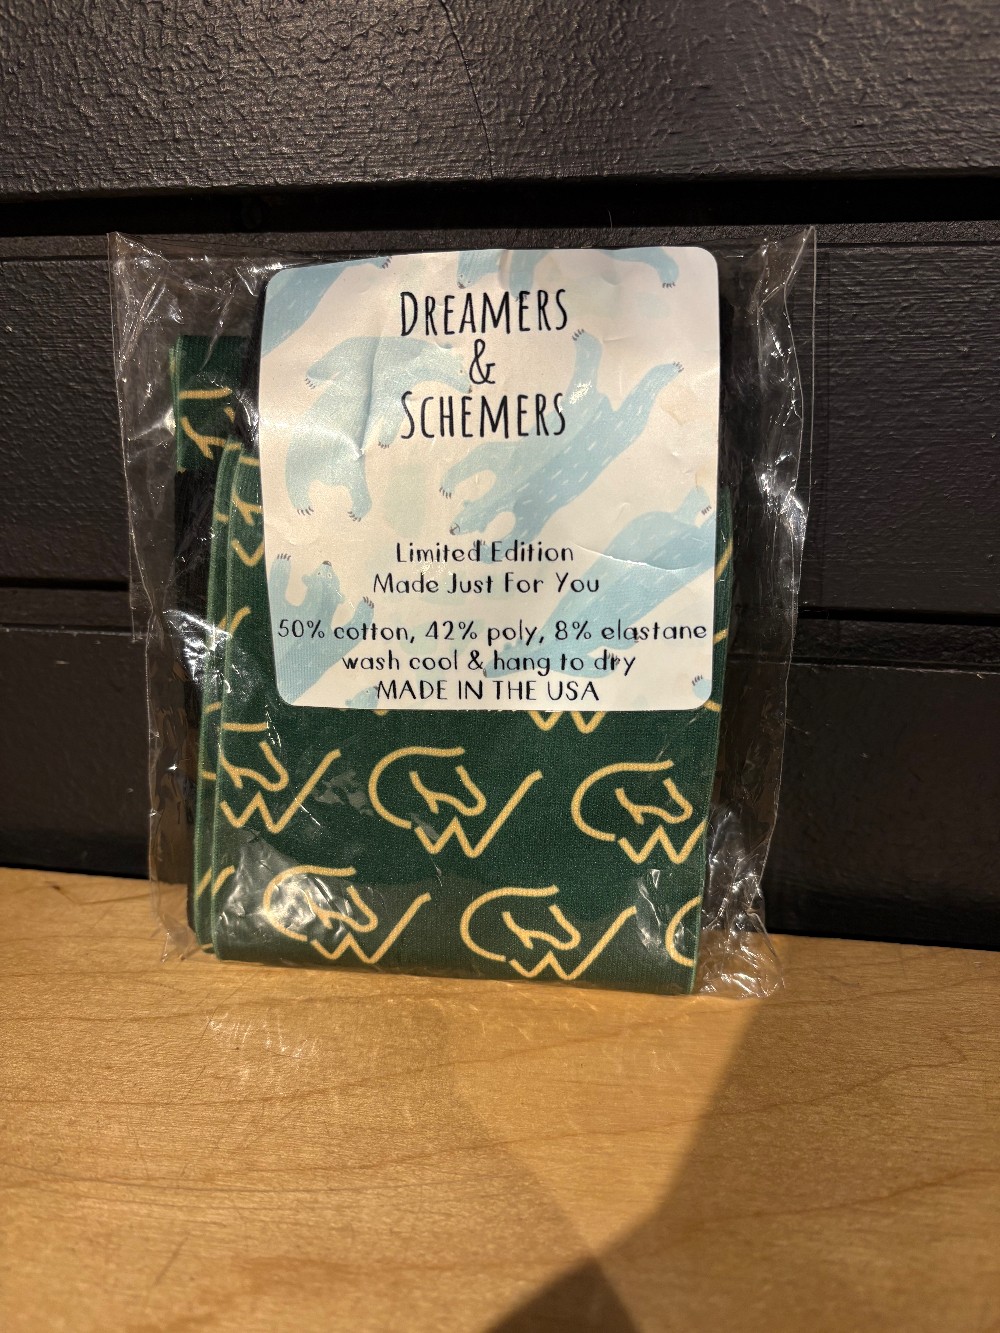 DREAMERS
&
SCHEMERS
Limited Edition
Made Just For You
50% cotton, 42% poly, 8% elastane
wash cool & hang to dry
MADE IN THE USA